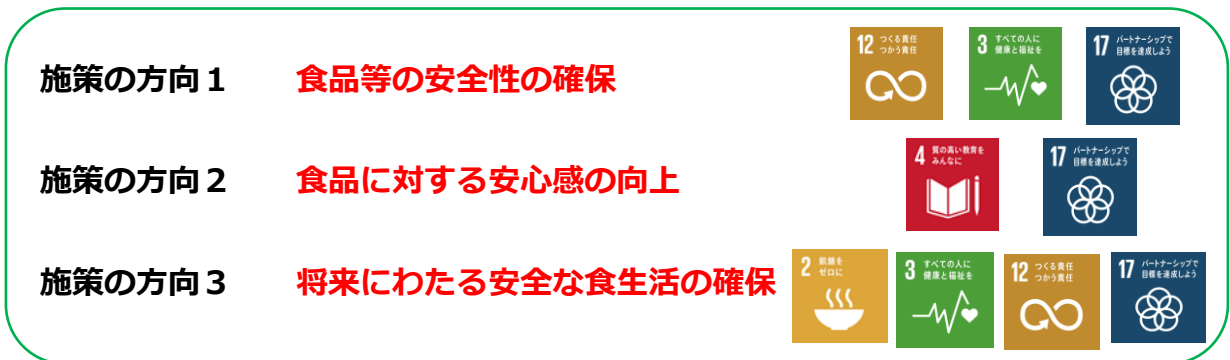 施策の方向１ 食品等の安全性の確保
12 つくる責任
つかう責任
3 すべての人に
健康と福祉を
17 パートナーシップで
目標を達成しよう
施策の方向２ 食品に対する安心感の向上
4 質の高い教育を
みんなに
17 パートナーシップで
目標を達成しよう
施策の方向３ 将来にわたる安全な食生活の確保
2 飢餓を
ゼロに
3 すべての人に
健康と福祉を
12 つくる責任
つかう責任
17 パートナーシップで
目標を達成しよう